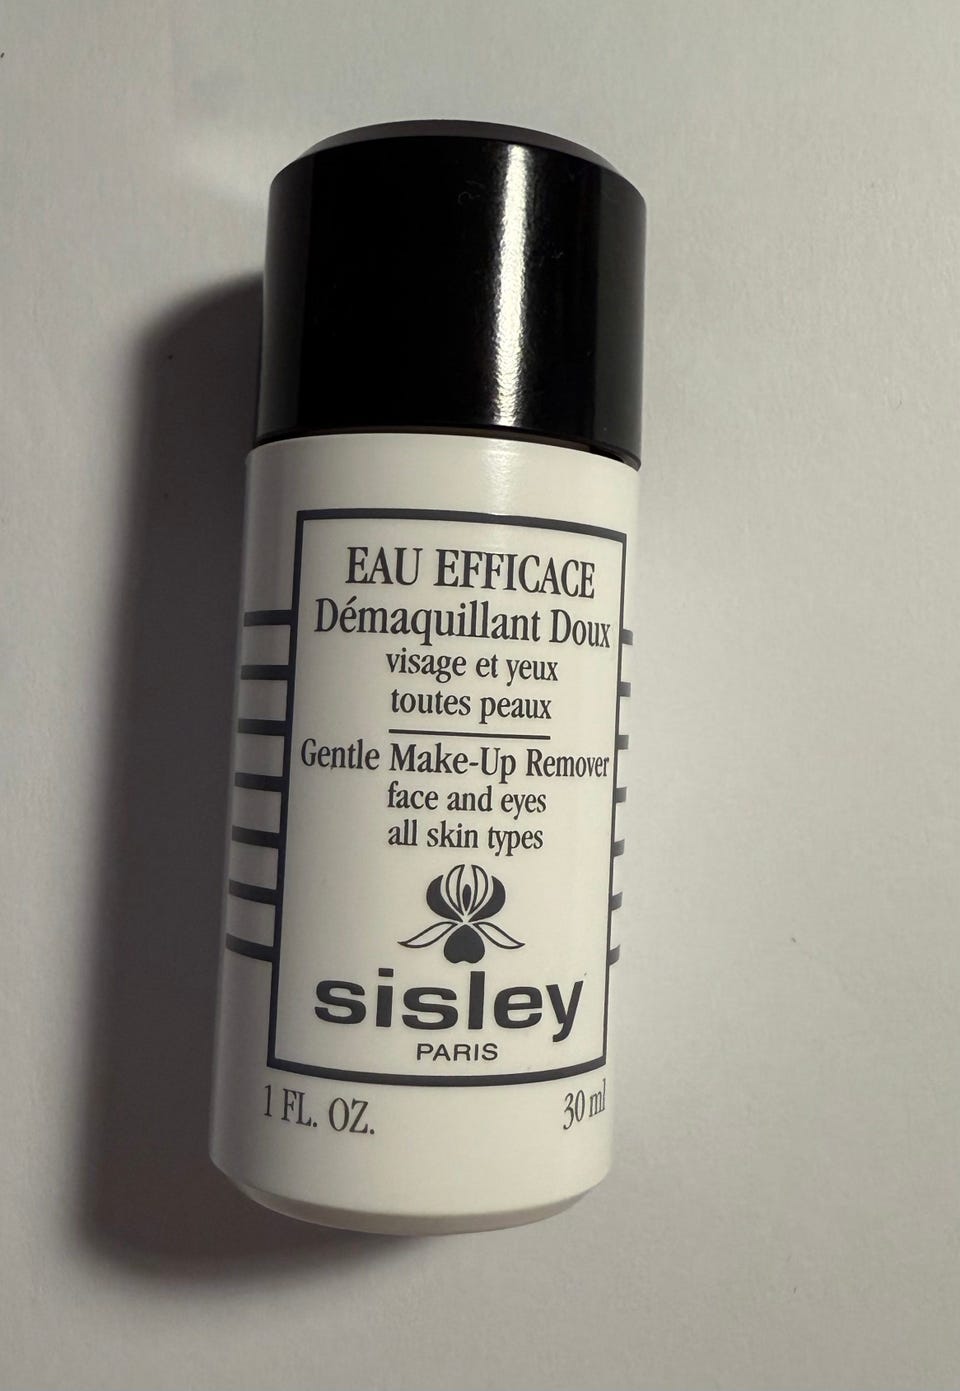 EAU EFFICACE
Démaquillant Doux
visage et yeux
toutes peaux
Gentle Make-Up Remover
face and eyes
all skin types
sisley
PARIS
1 FL. OZ. 30 ml